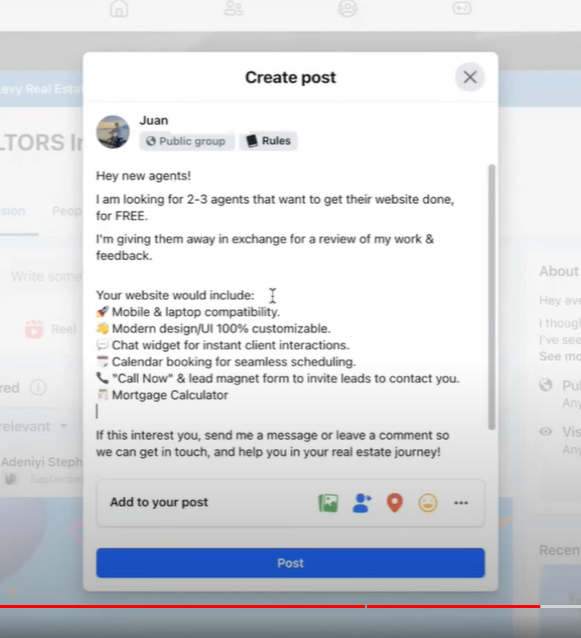 Levy Real Esta
Create post
LTORS I
Juan
Public group
Rules
Hey new agents!
I am looking for 2-3 agents that want to get their website done,
for FREE.
I'm giving them away in exchange for a review of my work &
feedback.
sion
Peop
Write some
Your website would include:
🚀 Mobile & laptop compatibility.
Modern design/UI 100% customizable.
💬 Chat widget for instant client interactions.
Calendar booking for seamless scheduling.
📞 "Call Now" & lead magnet form to invite leads to contact you.
Mortgage Calculator
Reel
red
relevant
Adeniyi Steph
Septembe
If this interest you, send me a message or leave a comment so
we can get in touch, and help you in your real estate journey!
Add to your post
Post
About
Hey eve
I though
I've see
See mo
Pu
Any
Vis
Any
Recen